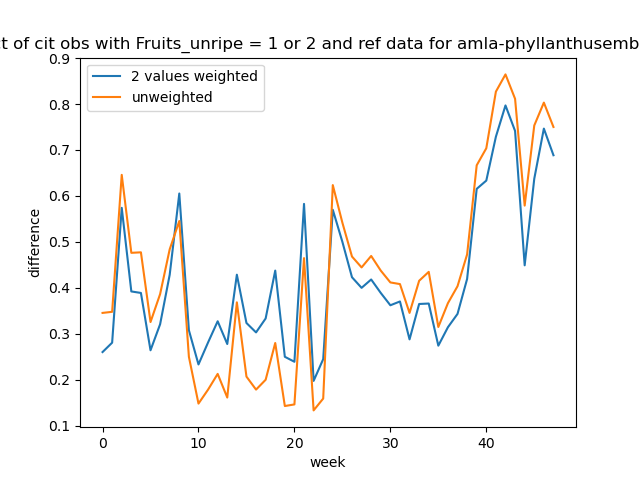 ct of cit obs with Fruits_unripe = 1 or 2 and ref data for amla-phyllanthusemb
0.9
0.8
0.7
0.6
0.5
0.4
0.3
0.2
0.1
difference
2 values weighted
unweighted
0 10 20 30 40
week